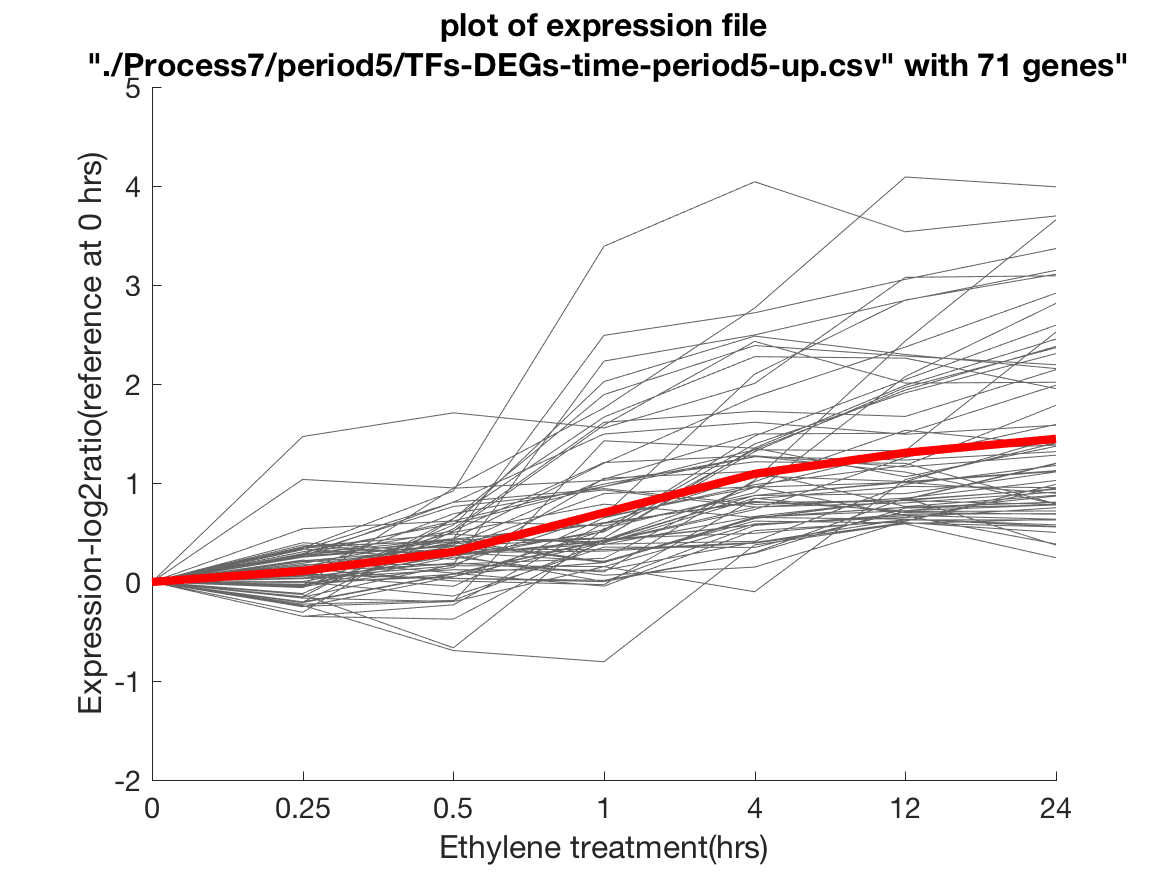 plot of expression file
"./Process7/period5/TFs-DEGs-time-period5-up.csv" with 71 genes"
Expression-log2ratio(reference at 0 hrs)
5
4
3
2
1
0
-1
-2
0 0.25 0.5 1 4 12 24
Ethylene treatment(hrs)